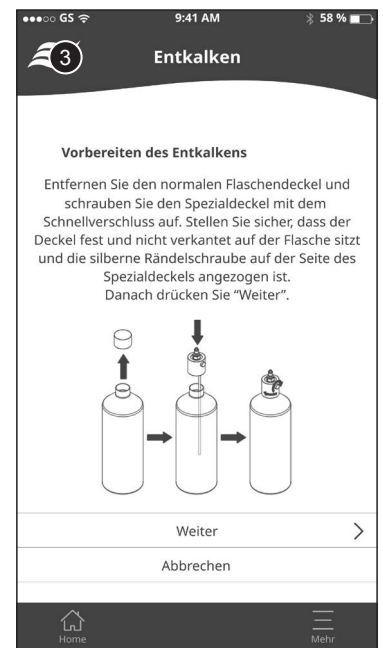 GS 9:41 AM 58 %
3 Entkalken
Vorbereiten des Entkalkens
Entfernen Sie den normalen Flaschendeckel und
schrauben Sie den Spezialdeckel mit dem
Schnellverschluss auf. Stellen Sie sicher, dass der
Deckel fest und nicht verkantet auf der Flasche sitzt
und die silberne Rändelschraube auf der Seite des
Spezialdeckels angezogen ist.
Danach drücken Sie “Weiter”.
Weiter
Abbrechen
Home Mehr